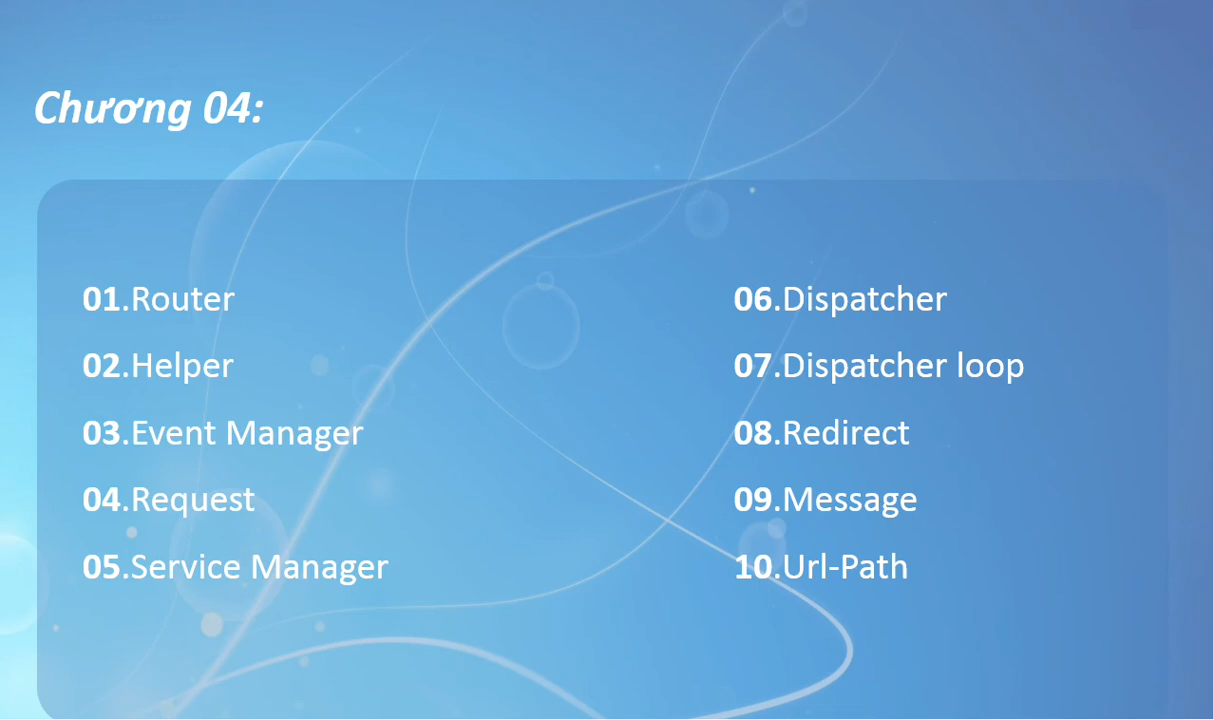 Chương 04:
01.Router
02.Helper
03.Event Manager
04.Request
05.Service Manager
06.Dispatcher
07.Dispatcher loop
08.Redirect
09.Message
10.Url-Path